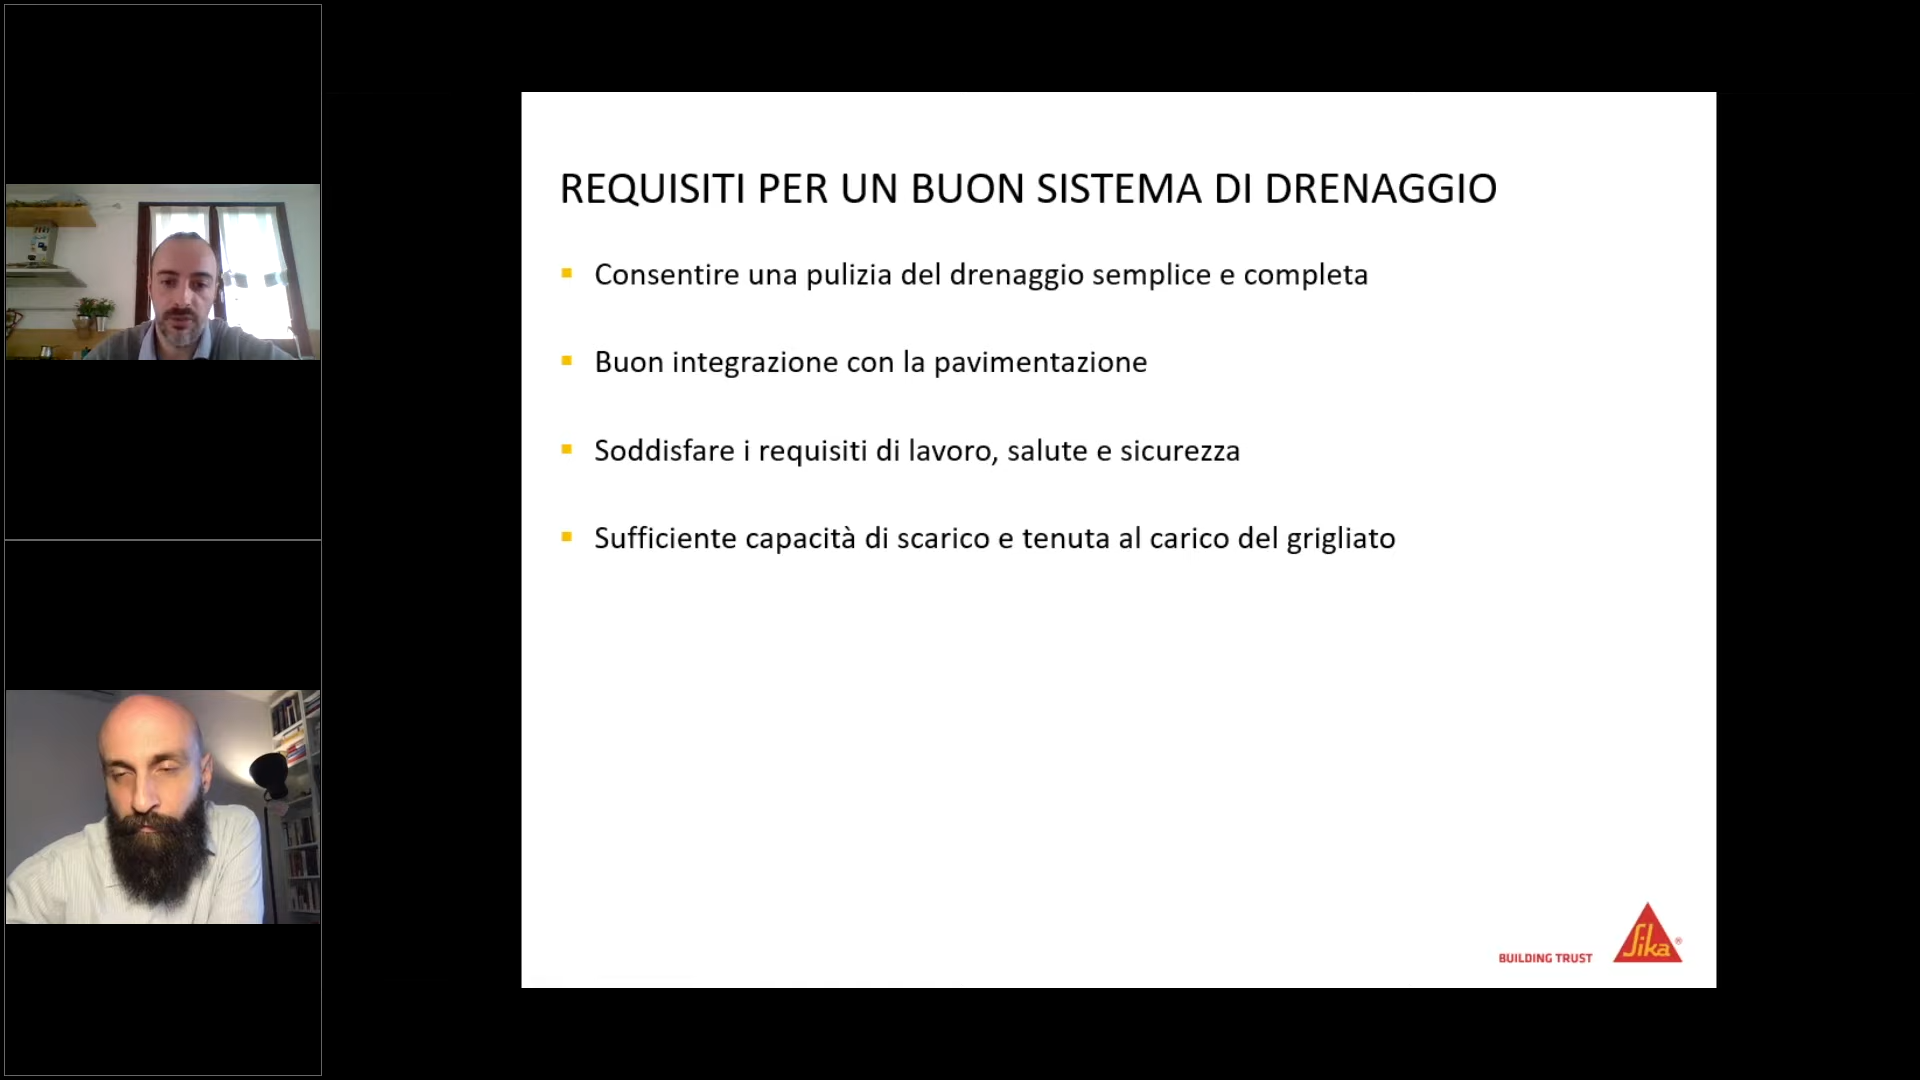 REQUISITI PER UN BUON SISTEMA DI DRENAGGIO
Consentire una pulizia del drenaggio semplice e completa
Buon integrazione con la pavimentazione
Soddisfare i requisiti di lavoro, salute e sicurezza
Sufficiente capacità di scarico e tenuta al carico del grigliato
BUILDING TRUST
Sika®